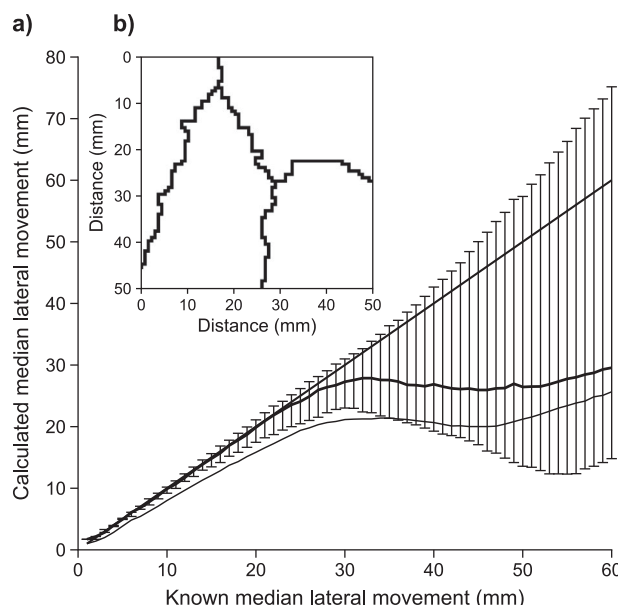 a)
b)
80
70
60
50
40
30
20
10
0
0 10 20 30 40 50 60
Calculated median lateral movement (mm)
Known median lateral movement (mm)
0
10
20
30
40
50
0 10 20 30 40 50
Distance (mm)
Distance (mm)